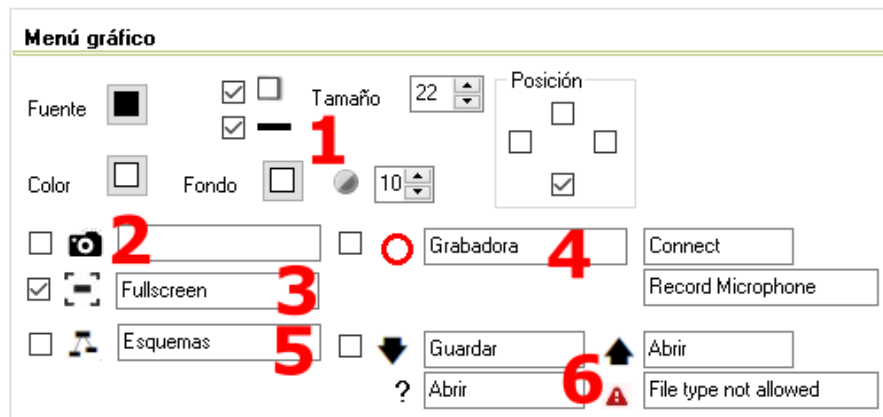 Menú gráfico
Fuente
Tamaño
22
Posición
1
Color
Fondo
10
2
Grabadora
4
Connect
Fullscreen
3
Record Microphone
Esquemas
5
Guardar
Abrir
? Abrir
6
File type not allowed